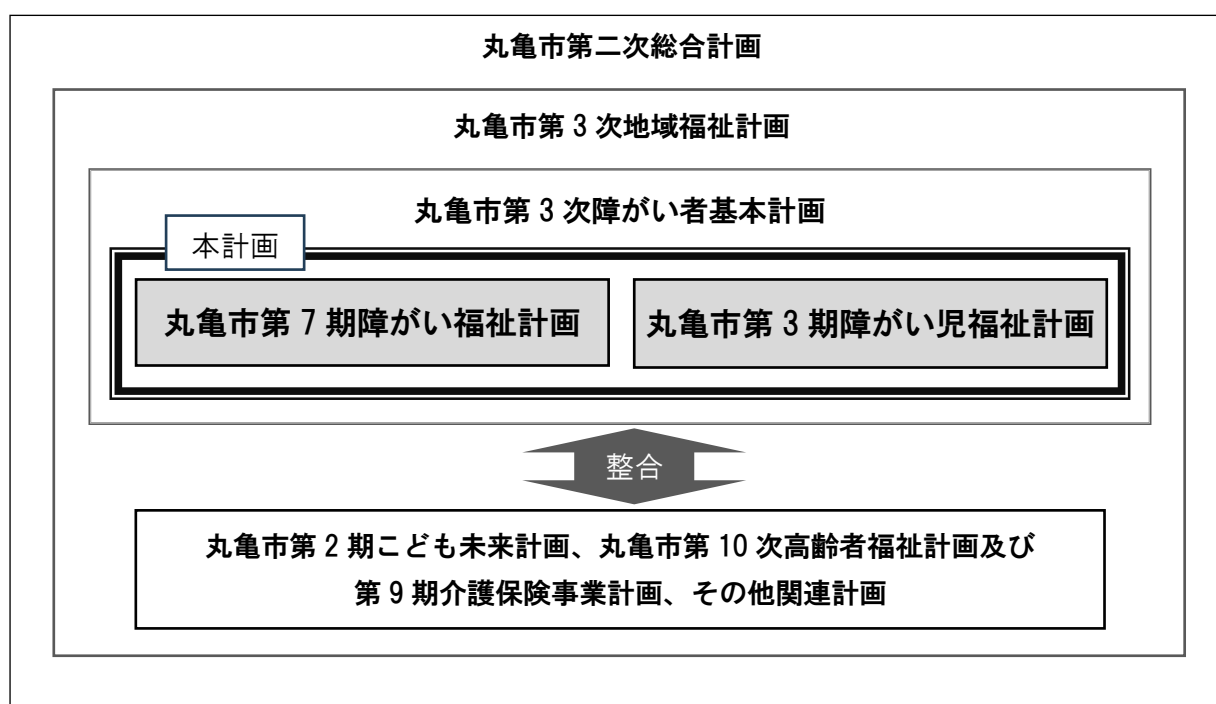 丸亀市第二次総合計画
丸亀市第3次地域福祉計画
丸亀市第3次障がい者基本計画
本計画
丸亀市第7期障がい福祉計画
丸亀市第3期障がい児福祉計画
整合
丸亀市第2期こども未来計画、丸亀市第10次高齢者福祉計画及び
第9期介護保険事業計画、その他関連計画